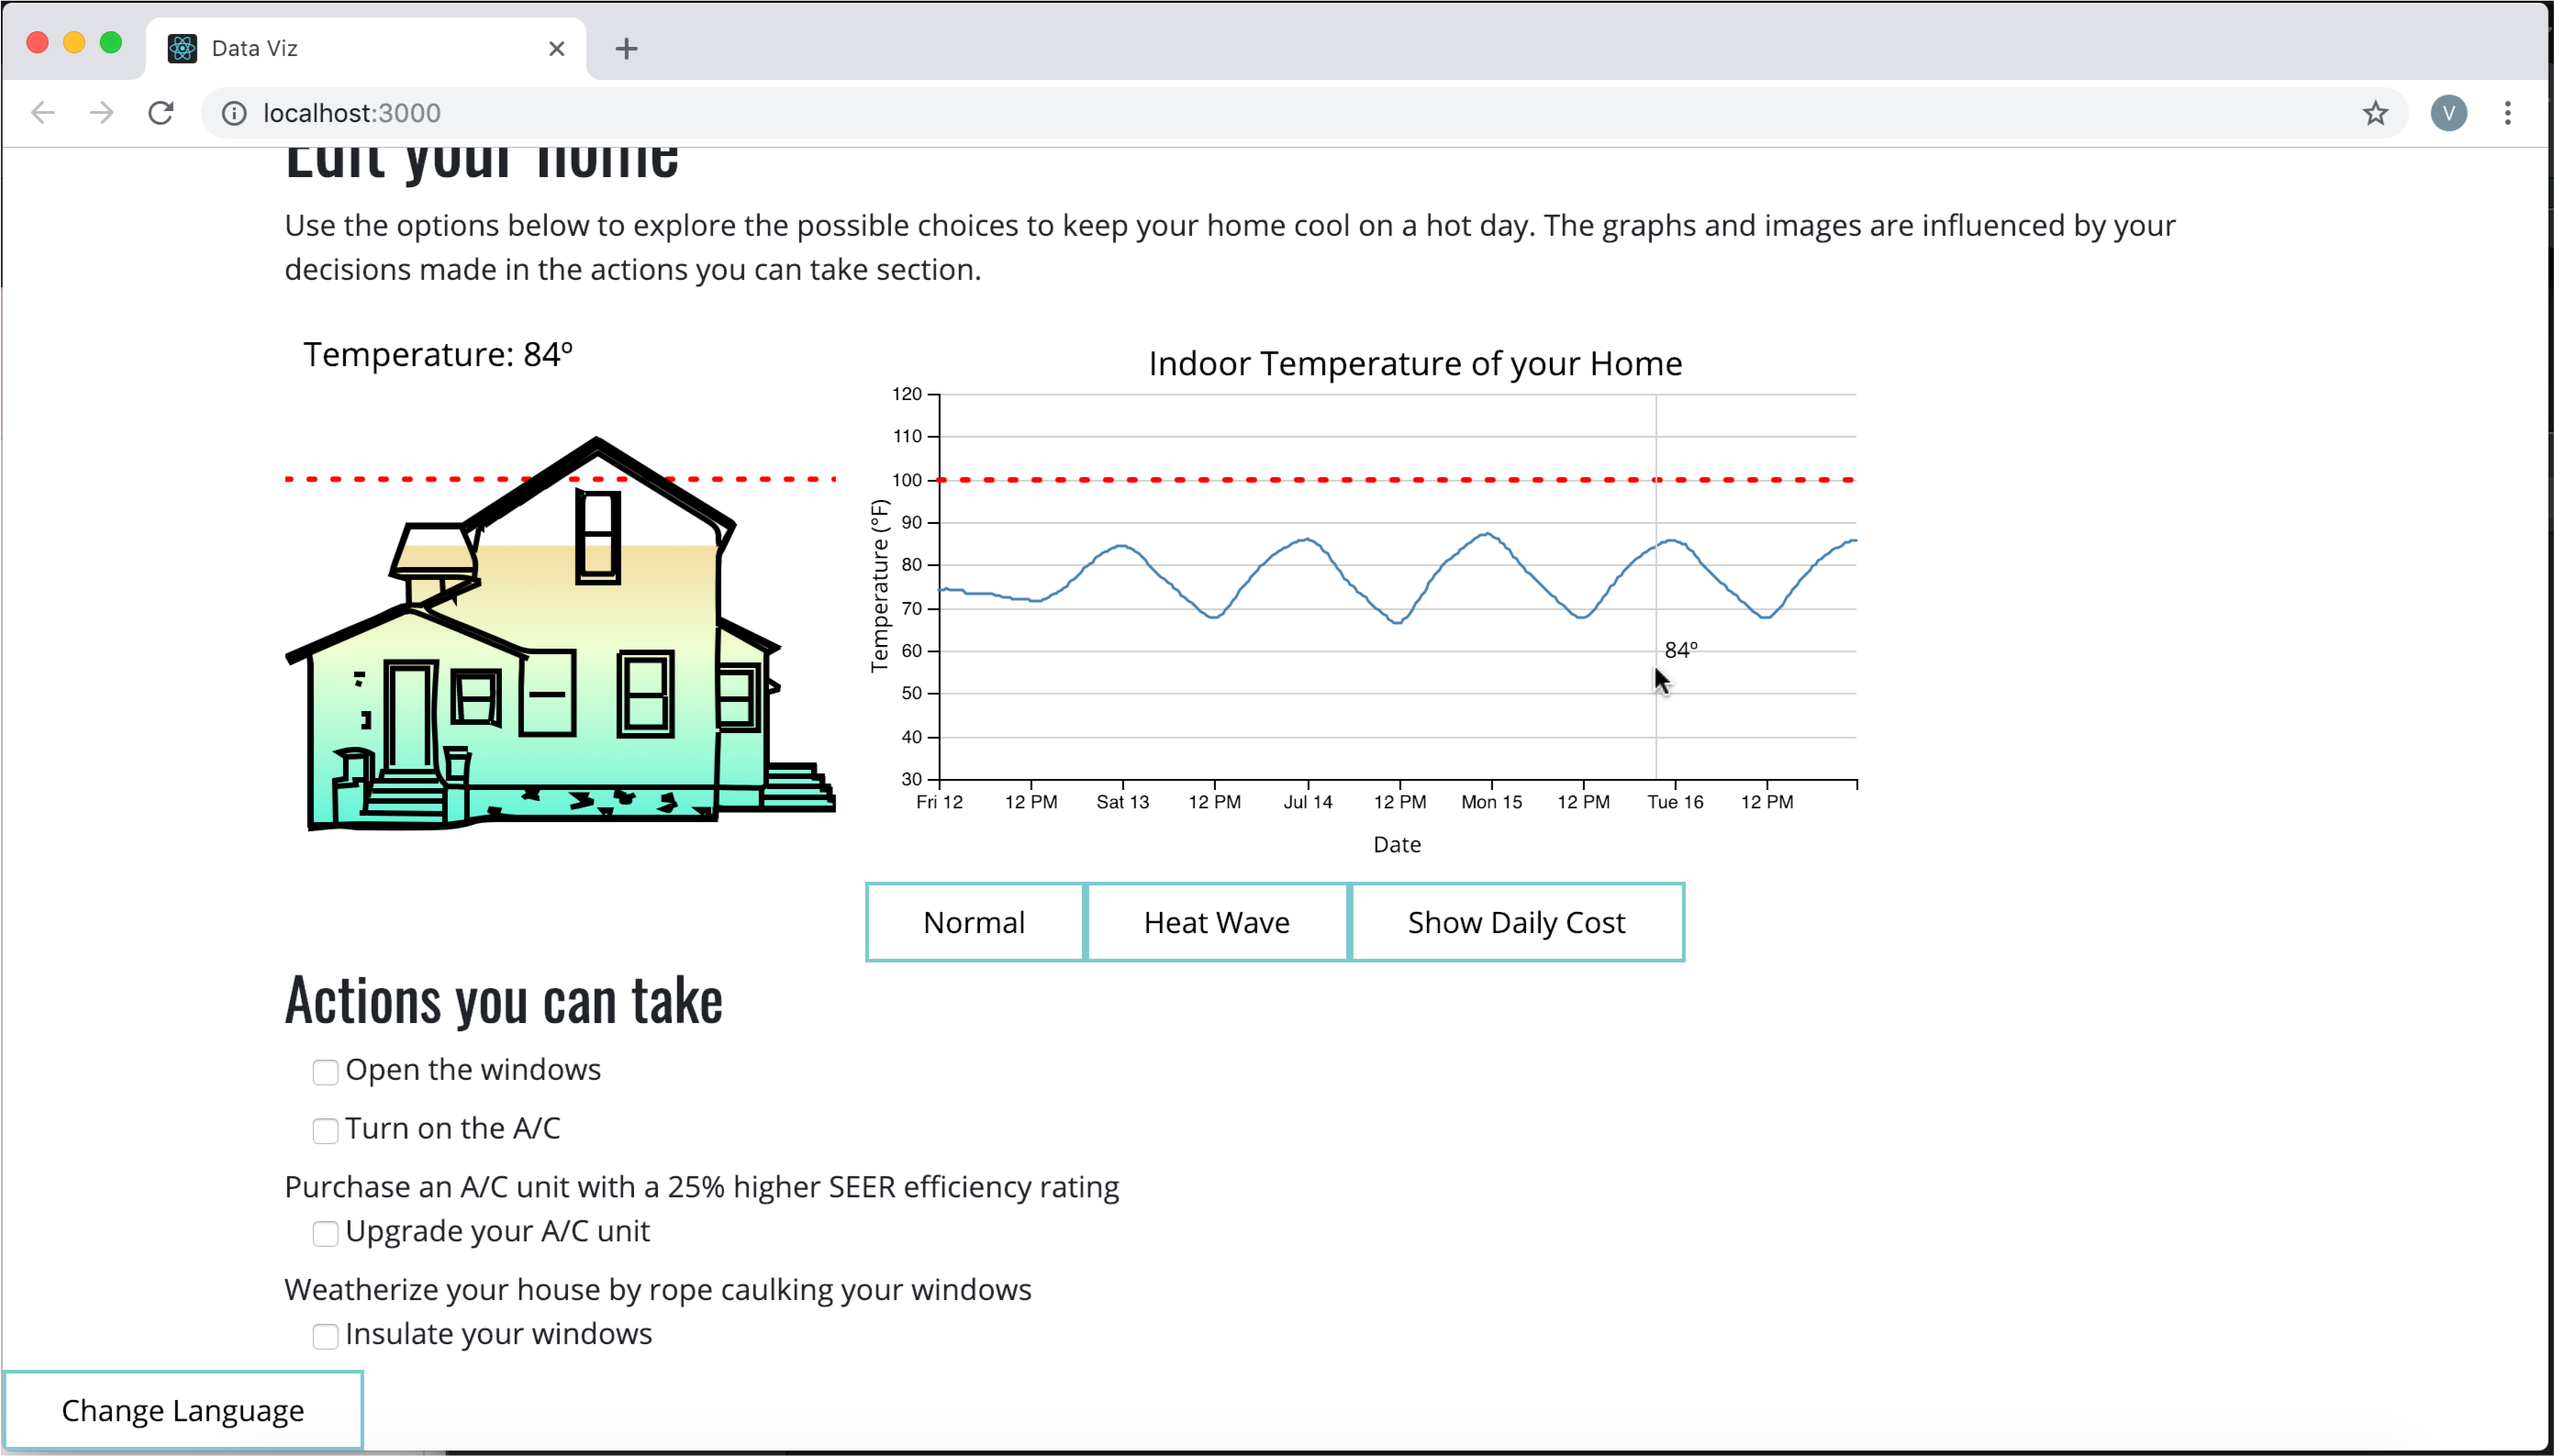 Data Viz
localhost:3000
V
Edit your home
Use the options below to explore the possible choices to keep your home cool on a hot day. The graphs and images are influenced by your
decisions made in the actions you can take section.
Temperature: 84º
Indoor Temperature of your Home
Temperature (°F)
120
110
100
90
80
70
60
50
40
30
84º
Fri 12 12 PM Sat 13 12 PM Jul 14 12 PM Mon 15 12 PM Tue 16 12 PM
Date
Normal Heat Wave Show Daily Cost
Actions you can take
Open the windows
Turn on the A/C
Purchase an A/C unit with a 25% higher SEER efficiency rating
Upgrade your A/C unit
Weatherize your house by rope caulking your windows
Insulate your windows
Change Language